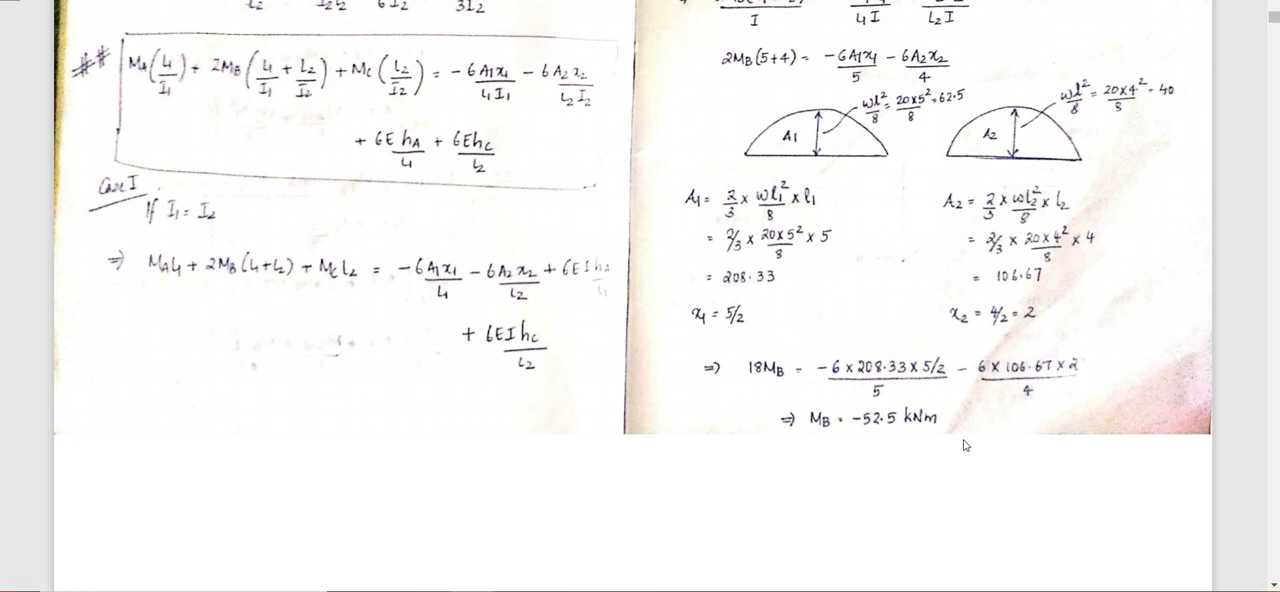 L2 I2L2 6I2 3I2
## MA(L1/I1) + 2MB(L1/I1 + L2/I2) + MC(L2/I2) = -6A1x1/L1I1 - 6A2x2/L2I2
+ 6EhA/L1 + 6EhC/L2
Case I
If I1 = I2
⇒ MAL1 + 2MB(L1+L2) + MCL2 = -6A1x1/L1 - 6A2x2/L2 + 6EIhA/L1
+ 6EIhC/L2
I 4I L2I
2MB(5+4) = -6A1x1/5 - 6A2x2/4
wl²/8 = 20×5²/8 = 62.5
A1
wl²/8 = 20×4²/8 = 40
A2
A1 = 2/3 × wl1²/8 × l1
= 2/3 × 20×5²/8 × 5
= 208.33
x1 = 5/2
A2 = 2/3 × wl2²/8 × l2
= 2/3 × 20×4²/8 × 4
= 106.67
x2 = 4/2 = 2
⇒ 18MB = -6×208.33×5/2/5 - 6×106.67×2/4
⇒ MB = -52.5 kNm